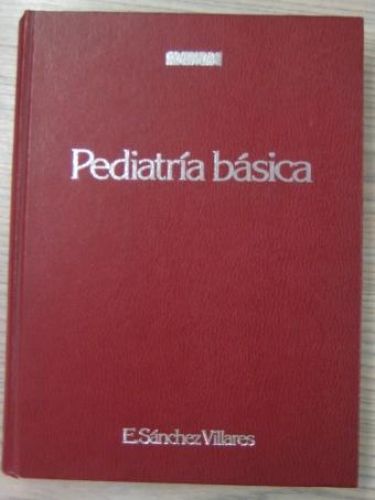 Pediatría básica
E. Sánchez Villares